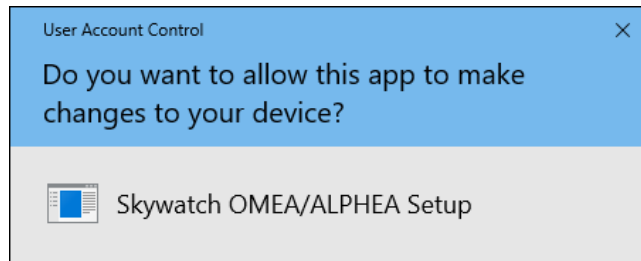 User Account Control
Do you want to allow this app to make
changes to your device?
Skywatch OMEA/ALPHEA Setup